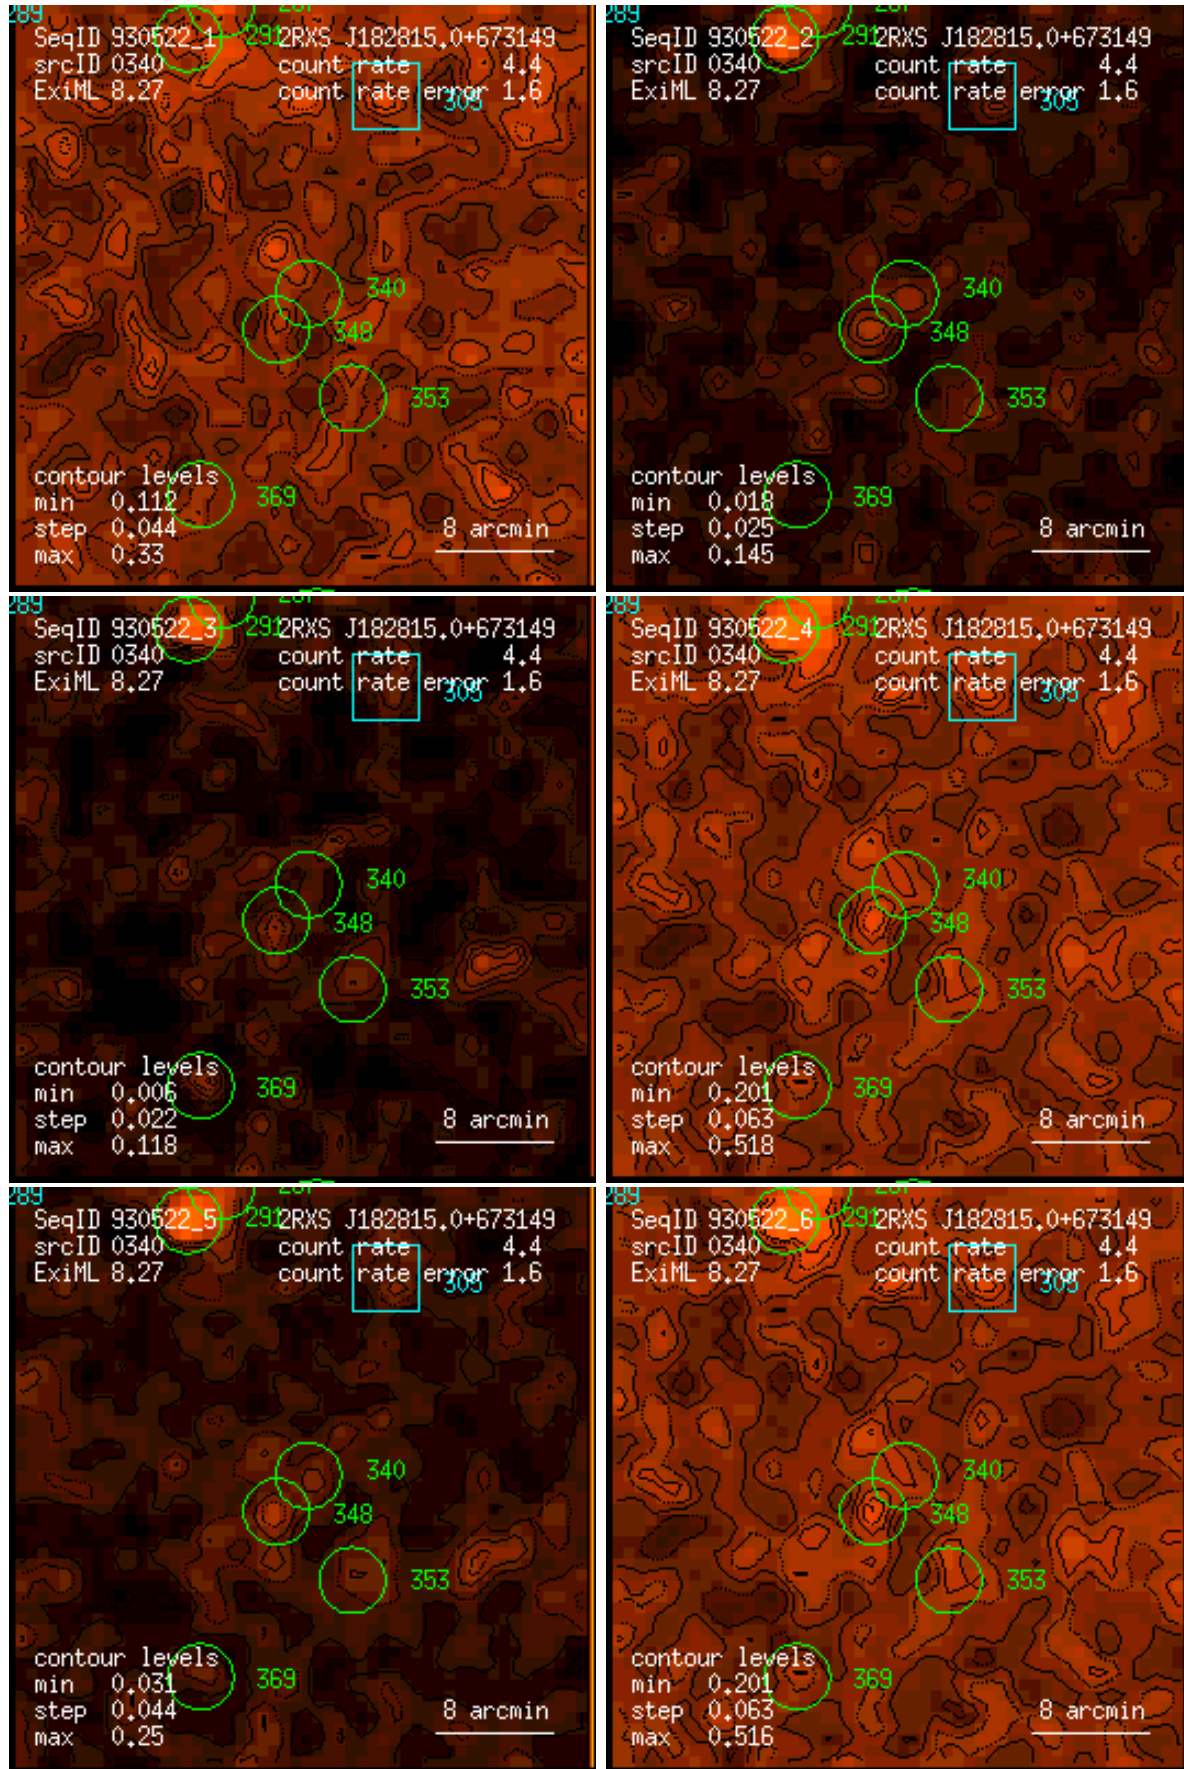 289
287
SeqID 930522_1 291 2RXS J182815.0+673149
srcID 0340 count rate 4.4
ExiML 8.27 count rate error 1.6
305
340
348
353
contour levels
min 0.112 369
step 0.044 8 arcmin
max 0.33
289
287
SeqID 930522_2 291 2RXS J182815.0+673149
srcID 0340 count rate 4.4
ExiML 8.27 count rate error 1.6
305
340
348
353
contour levels
min 0.018 369
step 0.025 8 arcmin
max 0.145
289
287
SeqID 930522_3 291 2RXS J182815.0+673149
srcID 0340 count rate 4.4
ExiML 8.27 count rate error 1.6
305
340
348
353
contour levels
min 0.006 369
step 0.022 8 arcmin
max 0.118
289
287
SeqID 930522_4 291 2RXS J182815.0+673149
srcID 0340 count rate 4.4
ExiML 8.27 count rate error 1.6
305
340
348
353
contour levels
min 0.201 369
step 0.063 8 arcmin
max 0.518
289
287
SeqID 930522_5 291 2RXS J182815.0+673149
srcID 0340 count rate 4.4
ExiML 8.27 count rate error 1.6
305
340
348
353
contour levels
min 0.031 369
step 0.044 8 arcmin
max 0.25
289
287
SeqID 930522_6 291 2RXS J182815.0+673149
srcID 0340 count rate 4.4
ExiML 8.27 count rate error 1.6
305
340
348
353
contour levels
min 0.201 369
step 0.063 8 arcmin
max 0.516